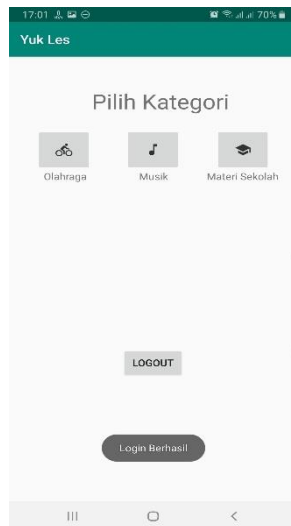 17:01 70%
Yuk Les
Pilih Kategori
Olahraga Musik Materi Sekolah
LOGOUT
Login Berhasil